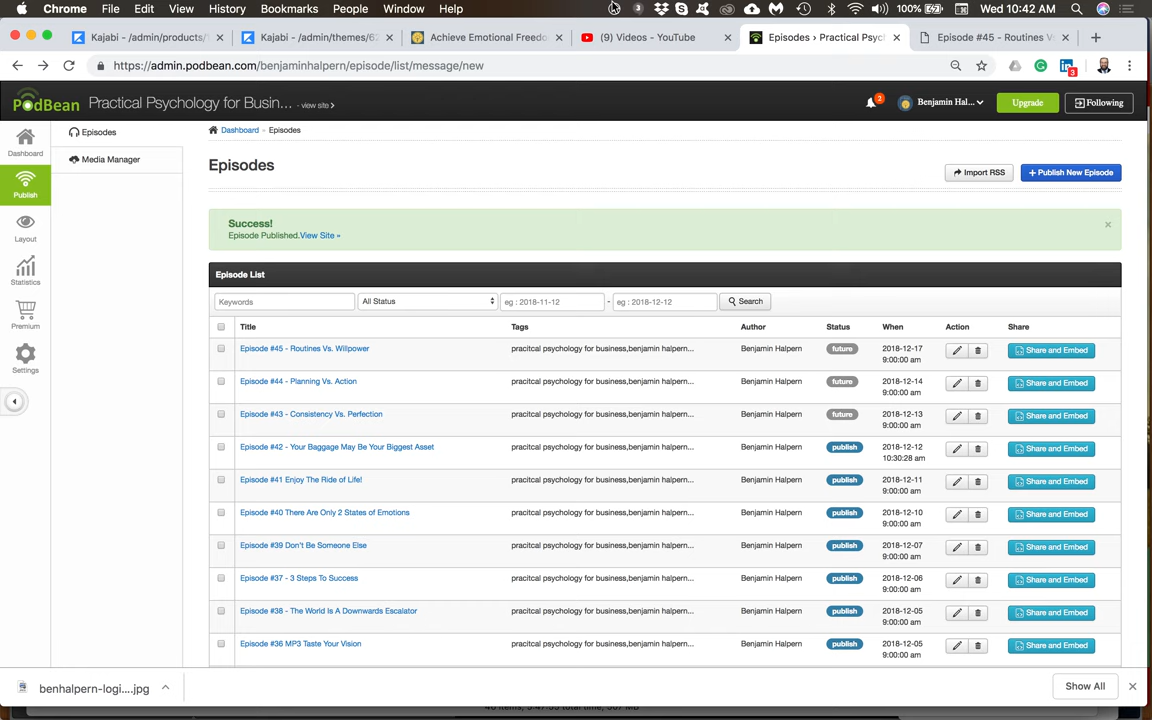 Chrome File Edit View History Bookmarks People Window Help 3 100% Wed 10:42 AM
Kajabi - /admin/products/ × Kajabi - /admin/themes/62 × Achieve Emotional Freedo × (9) Videos - YouTube × Episodes › Practical Psyc × Episode #45 - Routines V × +
https://admin.podbean.com/benjaminhalpern/episode/list/message/new 3
PodBean Practical Psychology for Busin... - view site › 2 Benjamin Hal... Upgrade Following
Dashboard
Publish
Layout
Statistics
Premium
Settings
Episodes
Media Manager
Dashboard - Episodes
Episodes
Import RSS + Publish New Episode
Success! ×
Episode Published.View Site »
Episode List
Keywords All Status eg : 2018-11-12 - eg : 2018-12-12 Search
Title Tags Author Status When Action Share
Episode #45 - Routines Vs. Willpower pracitcal psychology for business,benjamin halpern... Benjamin Halpern future 2018-12-17 9:00:00 am Share and Embed
Episode #44 - Planning Vs. Action pracitcal psychology for business,benjamin halpern... Benjamin Halpern future 2018-12-14 9:00:00 am Share and Embed
Episode #43 - Consistency Vs. Perfection pracitcal psychology for business,benjamin halpern... Benjamin Halpern future 2018-12-13 9:00:00 am Share and Embed
Episode #42 - Your Baggage May Be Your Biggest Asset pracitcal psychology for business,benjamin halpern... Benjamin Halpern publish 2018-12-12 10:30:28 am Share and Embed
Episode #41 Enjoy The Ride of Life! pracitcal psychology for business,benjamin halpern... Benjamin Halpern publish 2018-12-11 9:00:00 am Share and Embed
Episode #40 There Are Only 2 States of Emotions pracitcal psychology for business,benjamin halpern... Benjamin Halpern publish 2018-12-10 9:00:00 am Share and Embed
Episode #39 Don't Be Someone Else pracitcal psychology for business,benjamin halpern... Benjamin Halpern publish 2018-12-07 9:00:00 am Share and Embed
Episode #37 - 3 Steps To Success pracitcal psychology for business,benjamin halpern... Benjamin Halpern publish 2018-12-06 9:00:00 am Share and Embed
Episode #38 - The World Is A Downwards Escalator pracitcal psychology for business,benjamin halpern... Benjamin Halpern publish 2018-12-05 9:00:00 am Share and Embed
Episode #36 MP3 Taste Your Vision pracitcal psychology for business,benjamin halpern... Benjamin Halpern publish 2018-12-05 9:00:00 am Share and Embed
benhalpern-logi....jpg Show All ×